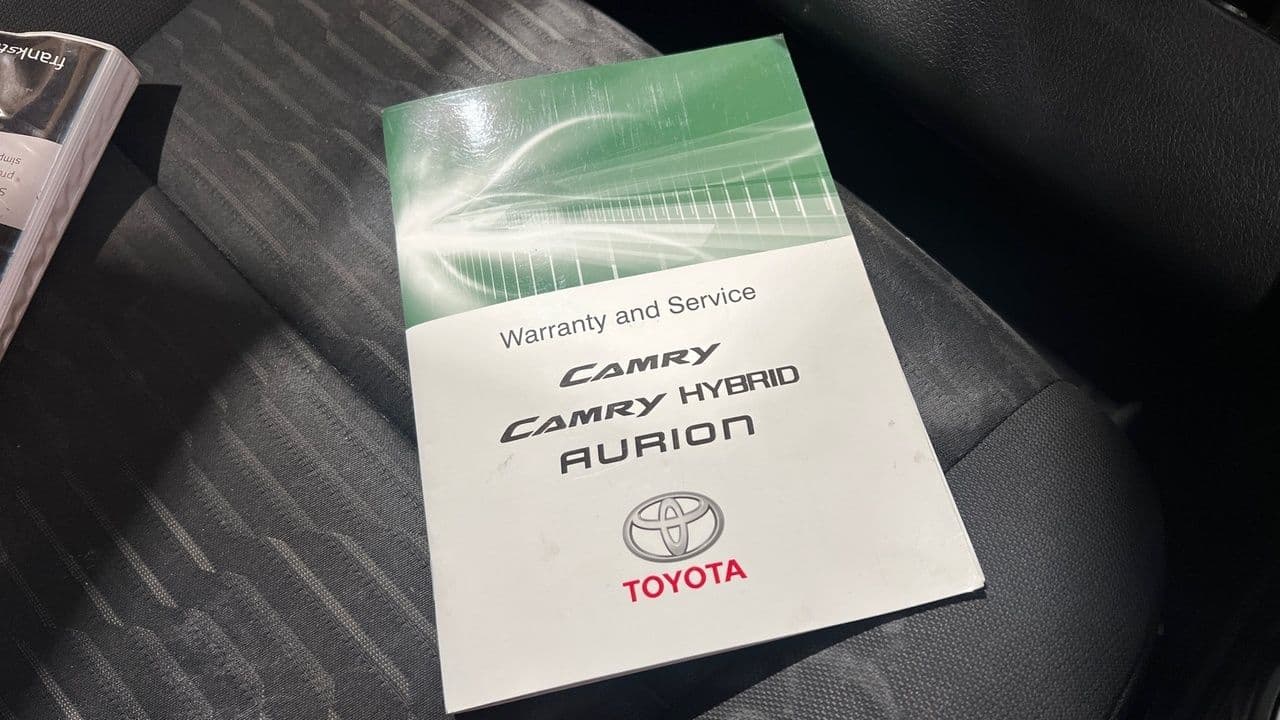 Warranty and Service
CAMRY
CAMRY HYBRID
AURION
TOYOTA